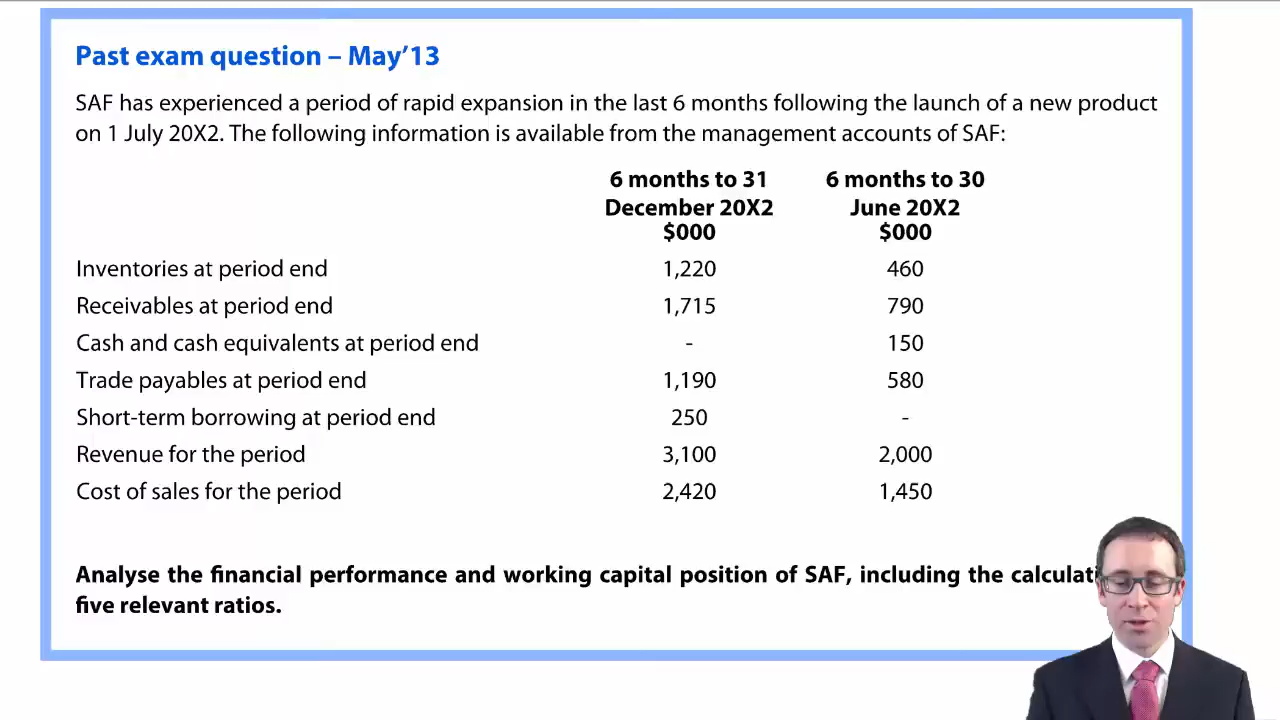 Past exam question – May’13
SAF has experienced a period of rapid expansion in the last 6 months following the launch of a new product
on 1 July 20X2. The following information is available from the management accounts of SAF:
6 months to 31 6 months to 30
December 20X2 June 20X2
$000 $000
Inventories at period end 1,220 460
Receivables at period end 1,715 790
Cash and cash equivalents at period end - 150
Trade payables at period end 1,190 580
Short-term borrowing at period end 250 -
Revenue for the period 3,100 2,000
Cost of sales for the period 2,420 1,450
Analyse the financial performance and working capital position of SAF, including the
five relevant ratios.